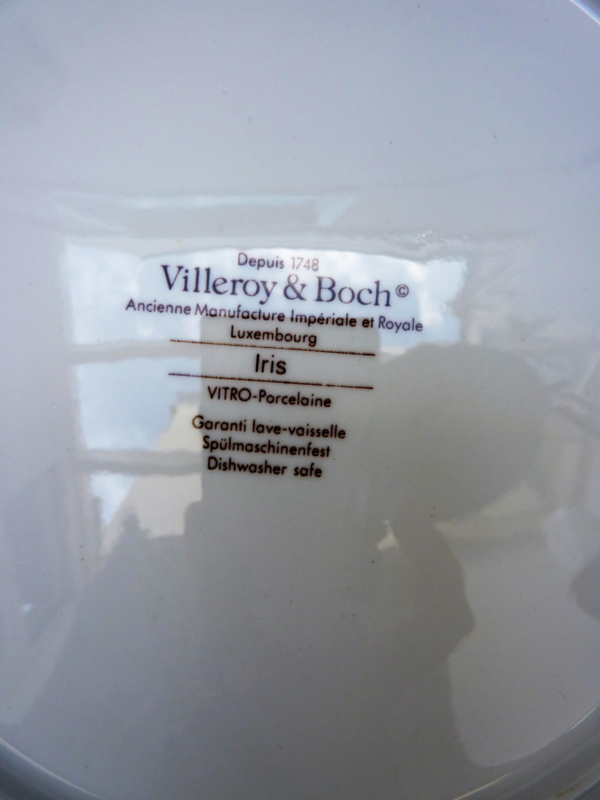 Depuis 1748
Villeroy & Boch©
Ancienne Manufacture Impériale et Royale
Luxembourg
Iris
VITRO-Porcelaine
Garanti lave-vaisselle
Spülmaschinenfest
Dishwasher safe